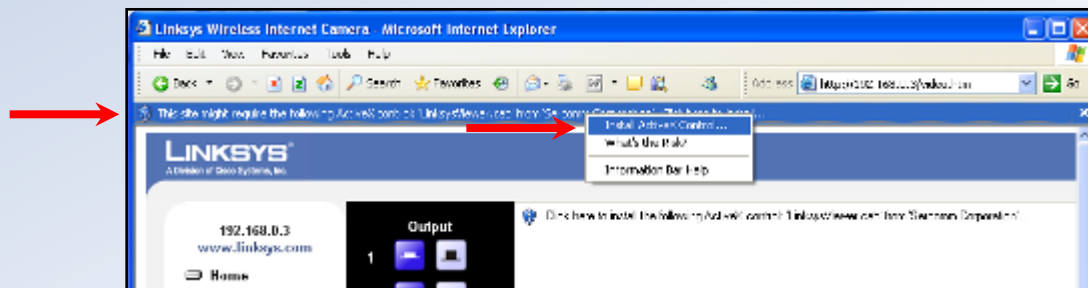 Linksys Wireless Internet Camera - Microsoft Internet Explorer
File Edit View Favorites Tools Help
Back Search Favorites Address Go
This site might require the following ActiveX control: 'LinksysViewer.cab' from 'Sercomm Corporation'. Click here to install...
Install ActiveX Control...
What's the Risk?
Information Bar Help
LINKSYS®
A Division of Cisco Systems, Inc.
Click here to install the following ActiveX control: 'LinksysViewer.cab' from 'Sercomm Corporation'...
192.168.0.3
www.linksys.com
Home
Output
1